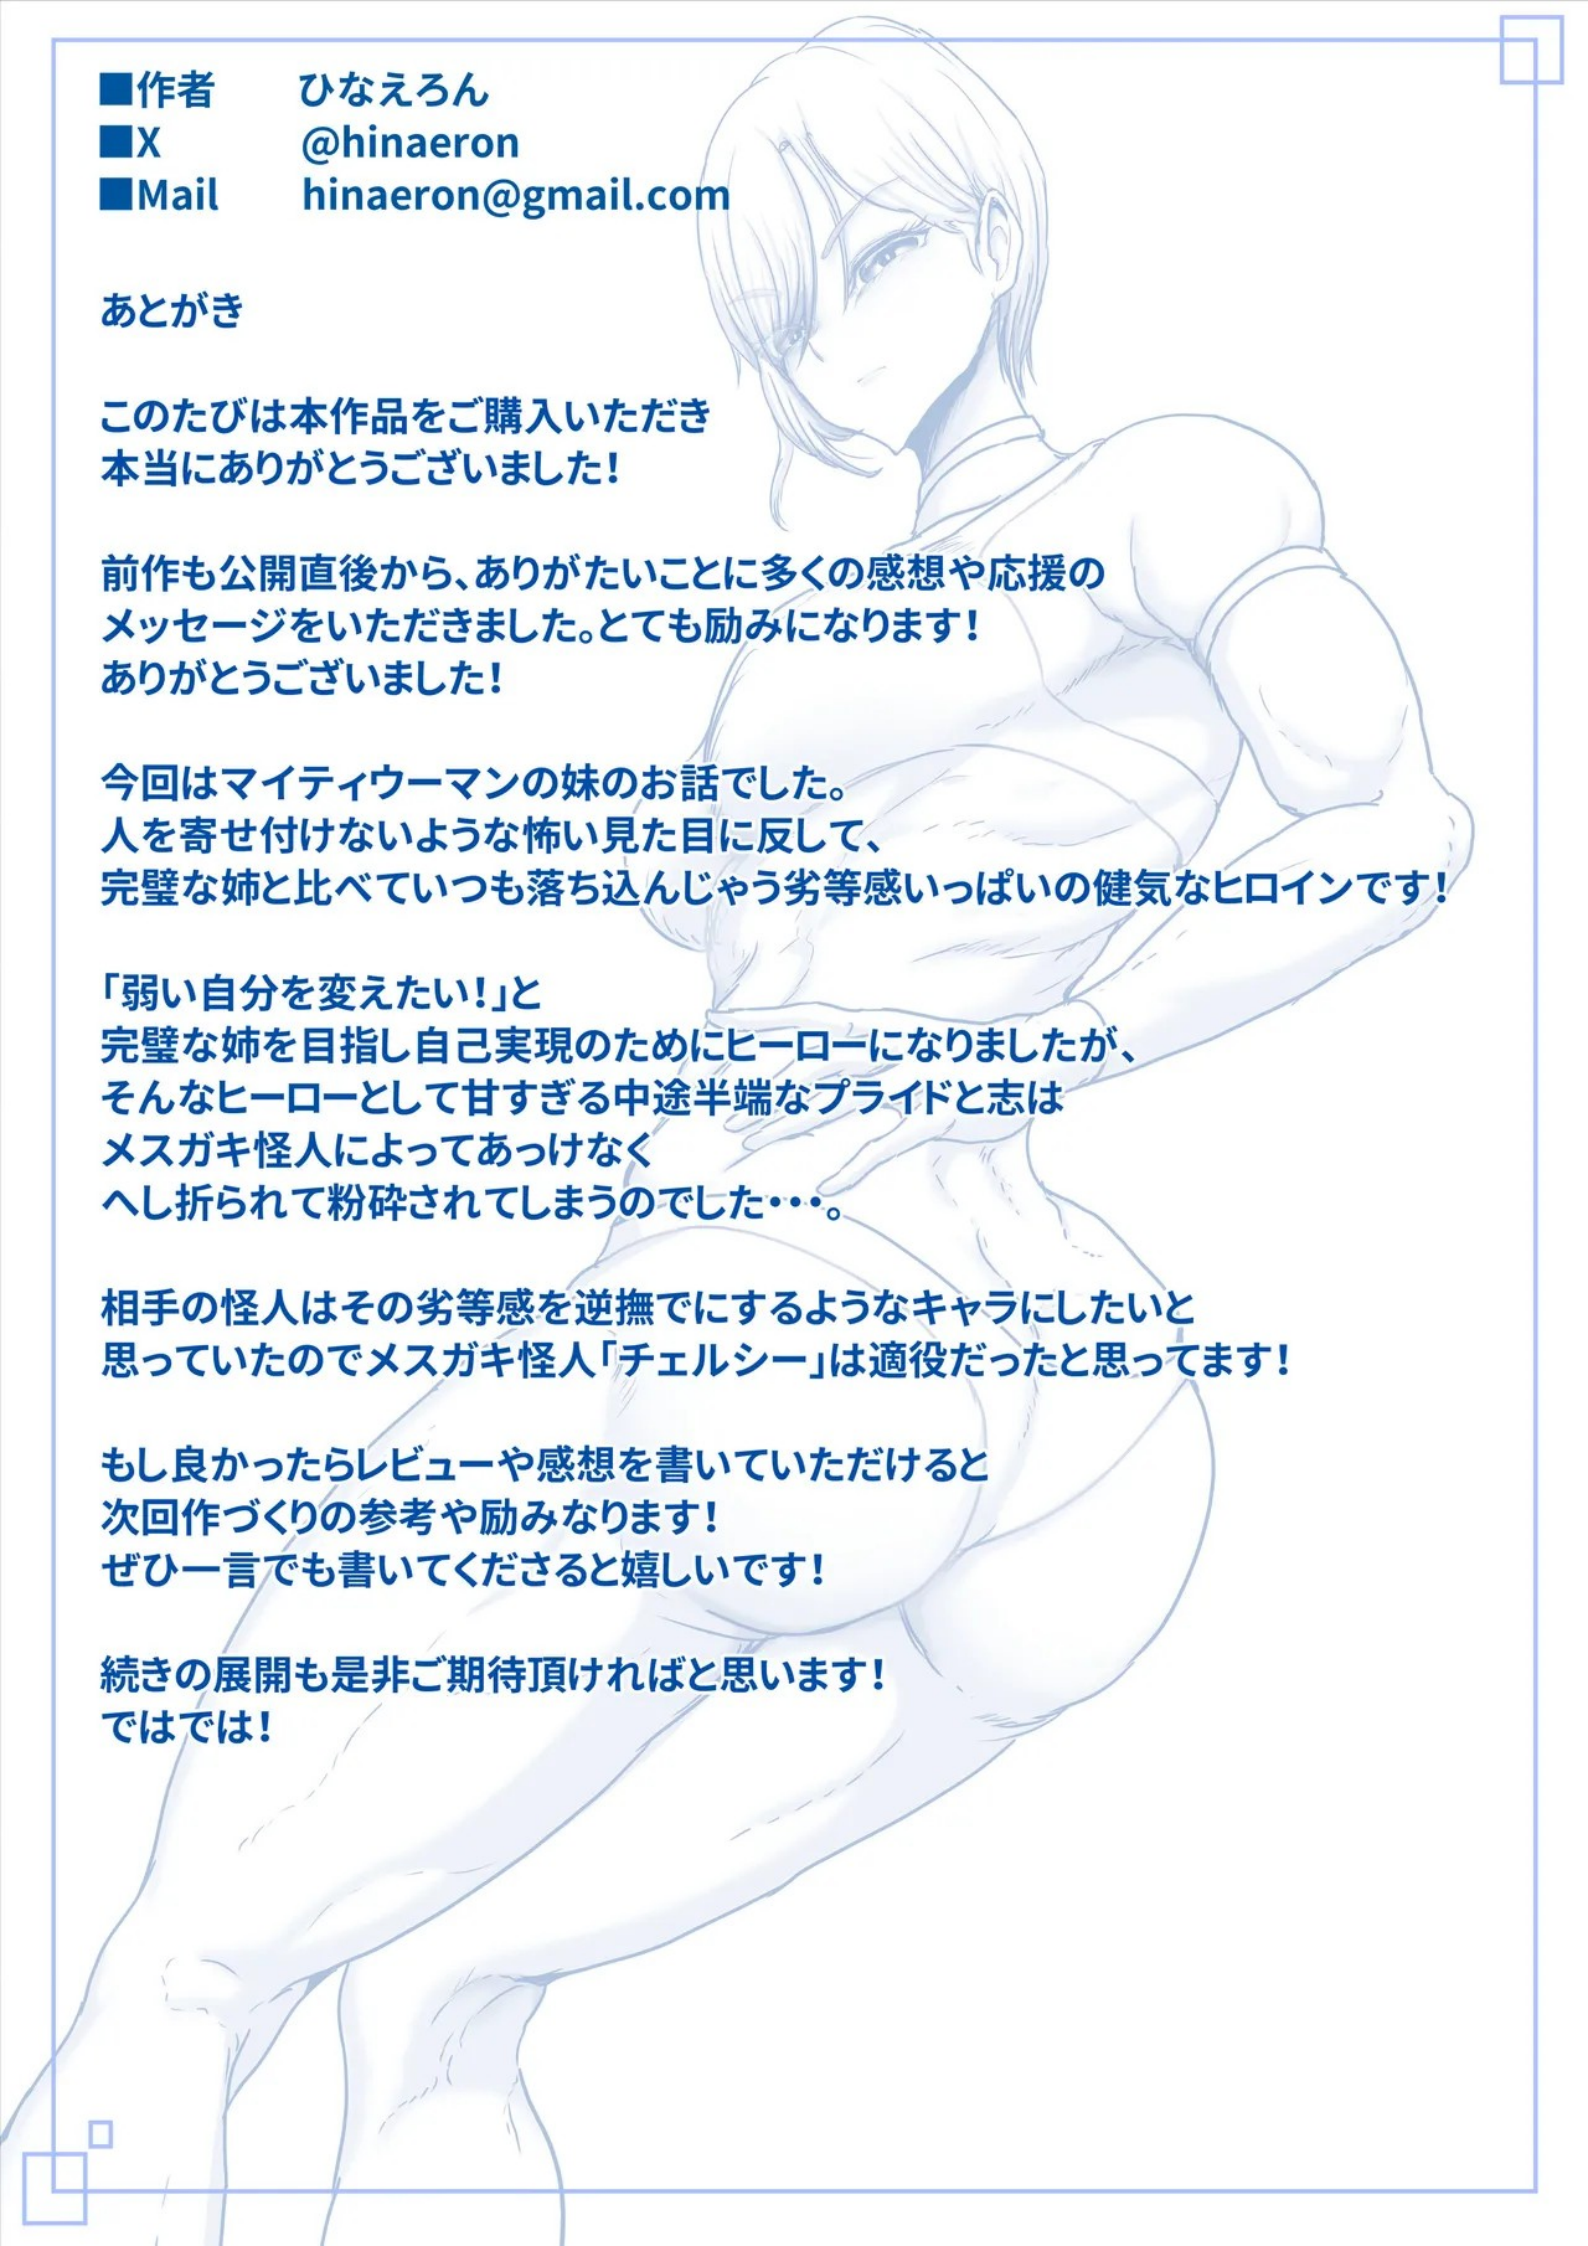 ■作者 ひなえろん
■X @hinaeron
■Mail hinaeron@gmail.com
あとがき
このたびは本作品をご購入いただき
本当にありがとうございました！
前作も公開直後から、ありがたいことに多くの感想や応援の
メッセージをいただきました。とても励みになります！
ありがとうございました！
今回はマイティウーマンの妹のお話でした。
人を寄せ付けないような怖い見た目に反して、
完璧な姉と比べていつも落ち込んじゃう劣等感いっぱいの健気なヒロインです！
「弱い自分を変えたい！」と
完璧な姉を目指し自己実現のためにヒーローになりましたが、
そんなヒーローとして甘すぎる中途半端なプライドと志は
メスガキ怪人によってあっけなく
へし折られて粉砕されてしまうのでした・・・。
相手の怪人はその劣等感を逆撫でにするようなキャラにしたいと
思っていたのでメスガキ怪人「チェルシー」は適役だったと思ってます！
もし良かったらレビューや感想を書いていただけると
次回作づくりの参考や励みなります！
ぜひ一言でも書いてくださると嬉しいです！
続きの展開も是非ご期待頂ければと思います！
ではでは！